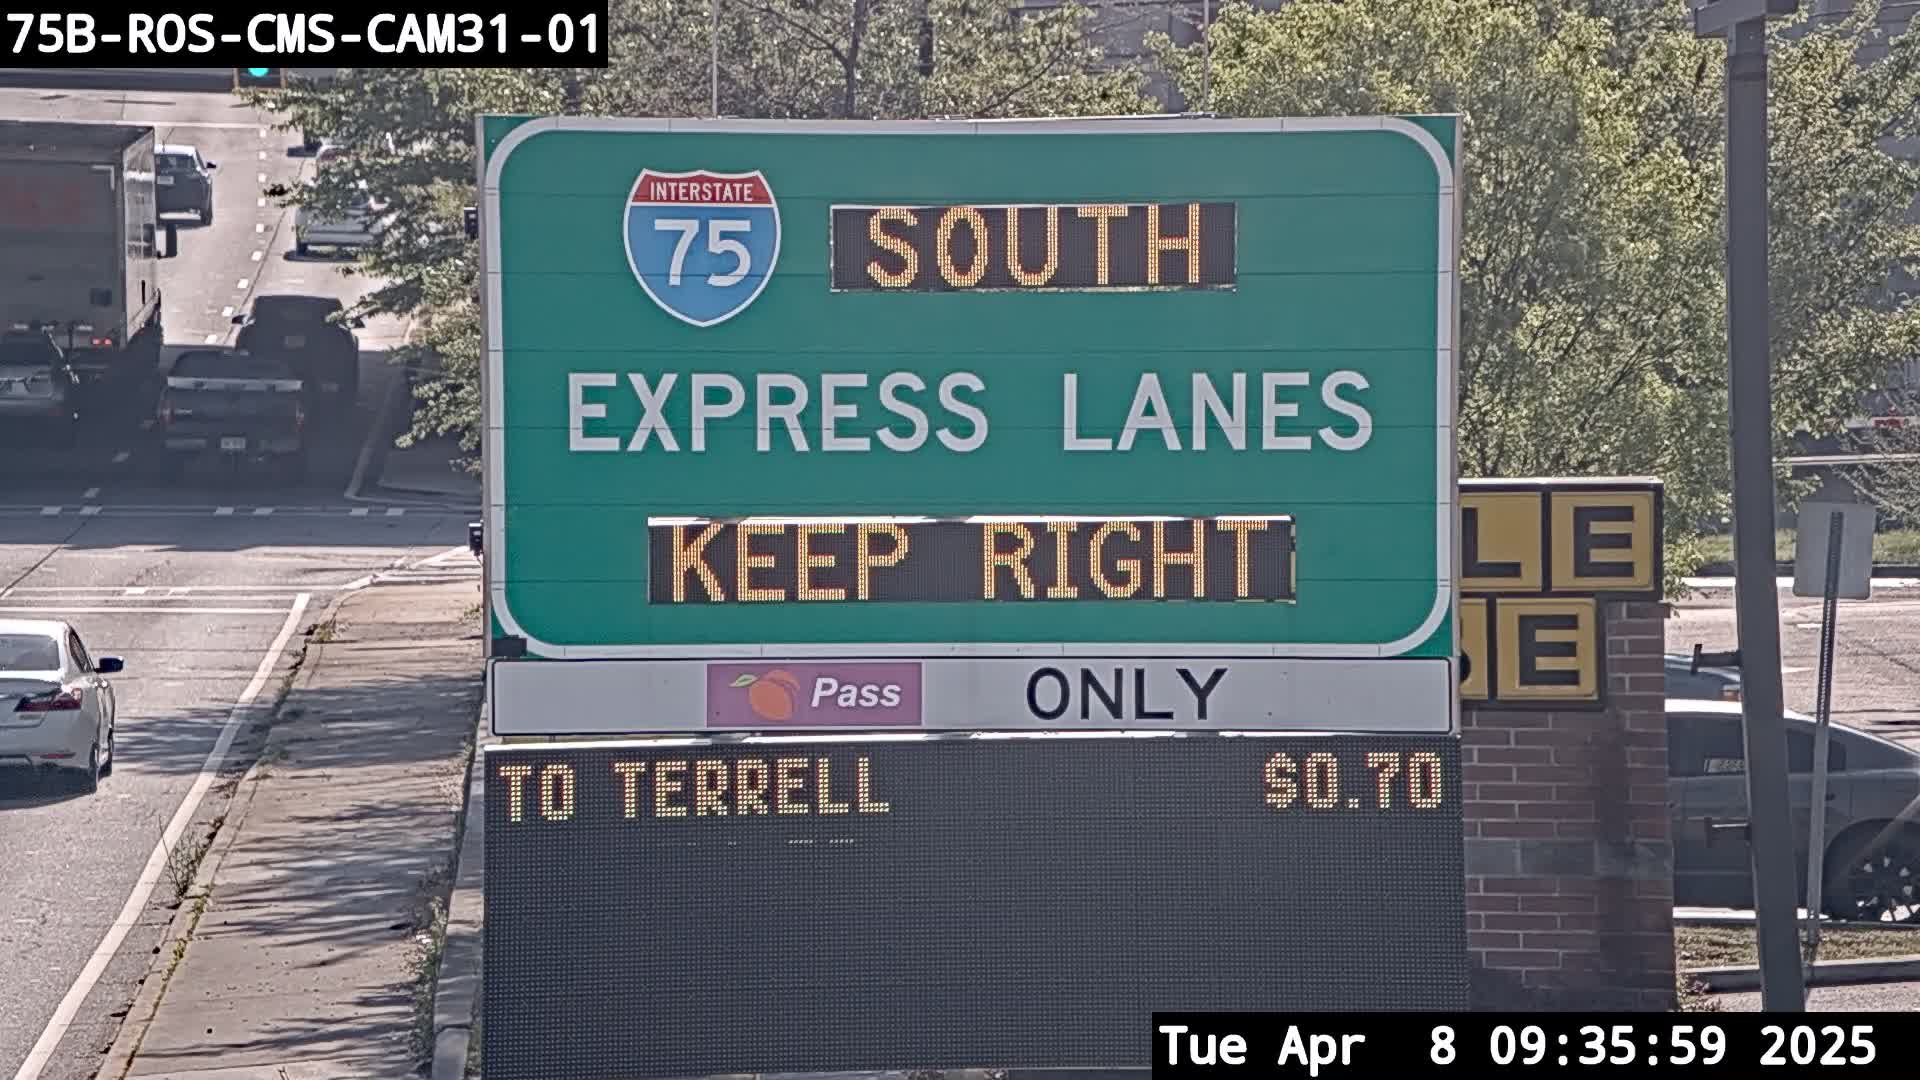 75B-ROS-CMS-CAM31-01
INTERSTATE
75
SOUTH
EXPRESS LANES
KEEP RIGHT
Pass ONLY
TO TERRELL $0.70
LE
E
Tue Apr 8 09:35:59 2025